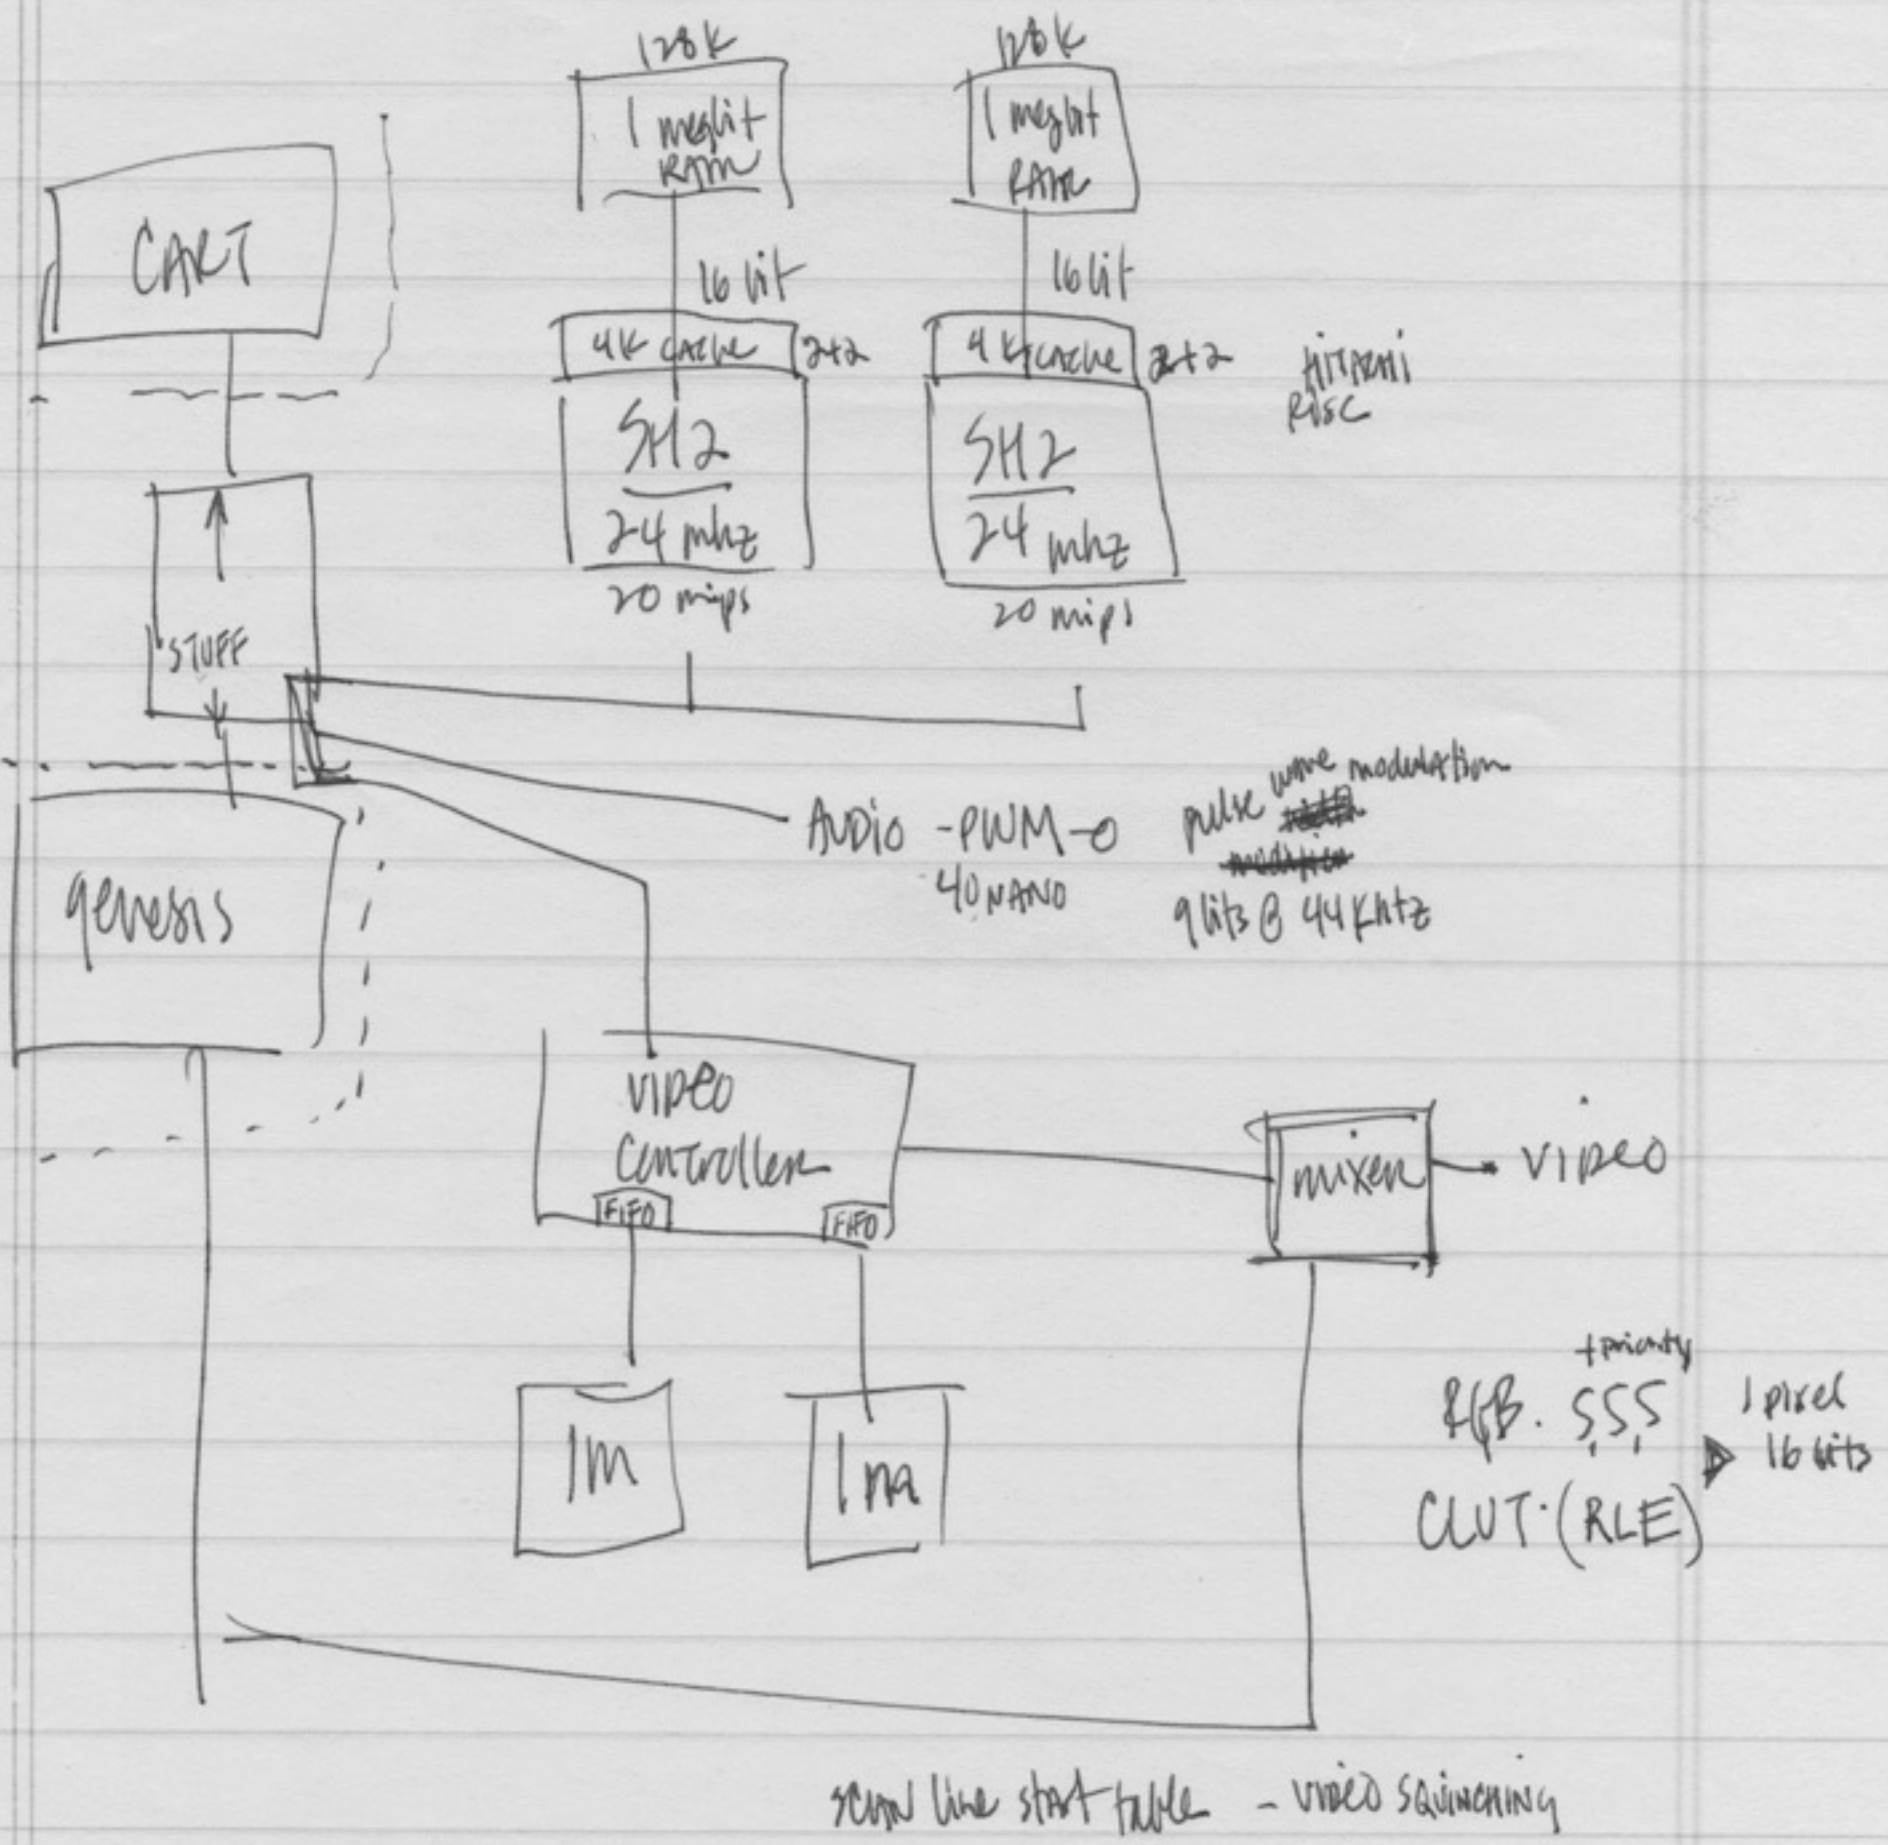 128K
1 megbit
RAM
16 bit
4K CACHE
2+2
SH2
24 mhz
20 mips
128K
1 megbit
RAM
16 bit
4K CACHE
2+2
SH2
24 mhz
20 mips
HITACHI
RISC
CART
STUFF
genesis
AUDIO - PWM -
40 NANO
pulse wave modulation
9 bits @ 44 KHtz
VIDEO
Controller
FIFO
FIFO
1m
1m
mixer
VIDEO
+ priority
RGB. 555
CLUT. (RLE)
1 pixel
16 bits
SCAN line start table - VIDEO SQUINCHING